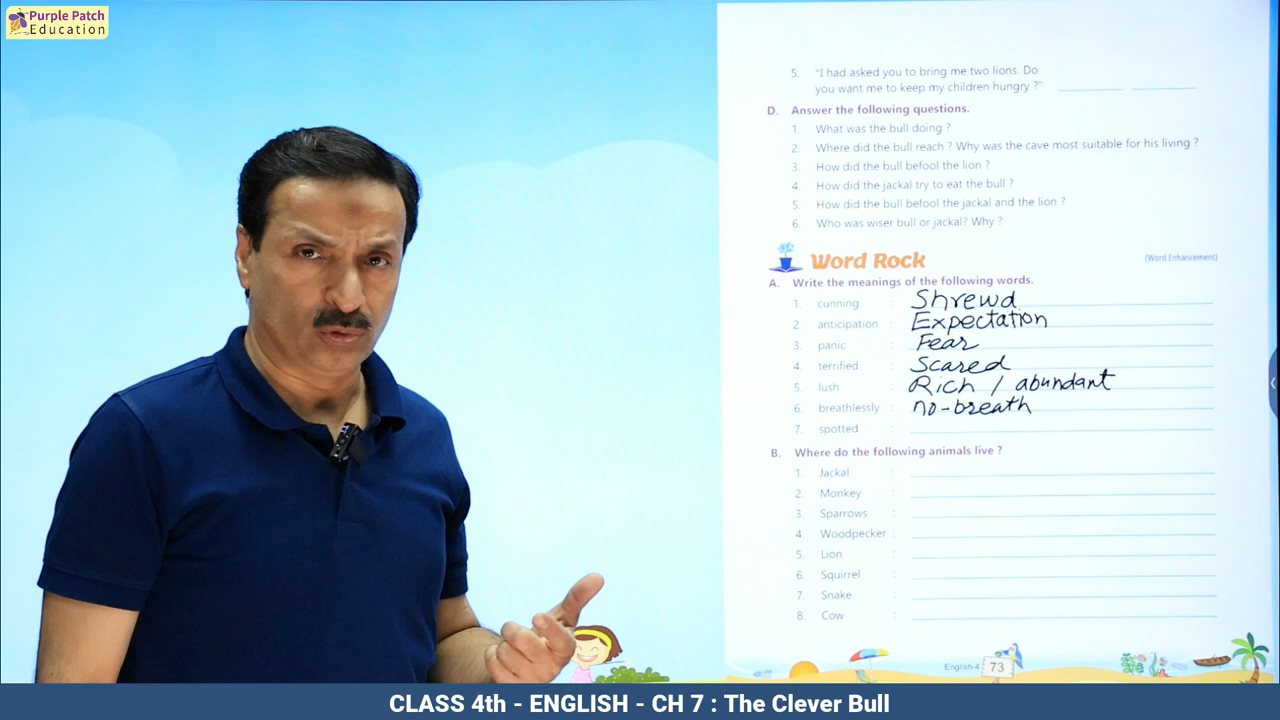 Purple Patch
Education
5. "I had asked you to bring me two lions. Do
you want me to keep my children hungry ?"
D. Answer the following questions.
1. What was the bull doing ?
2. Where did the bull reach ? Why was the cave most suitable for his living ?
3. How did the bull befool the lion ?
4. How did the jackal try to eat the bull ?
5. How did the bull befool the jackal and the lion ?
6. Who was wiser bull or jackal? Why ?
Word Rock (Word Enhancement)
A. Write the meanings of the following words.
1. cunning : Shrewd
2. anticipation : Expectation
3. panic : Fear
4. terrified : Scared
5. lush : Rich / abundant
6. breathlessly : no-breath
7. spotted :
B. Where do the following animals live ?
1. Jackal :
2. Monkey :
3. Sparrows :
4. Woodpecker :
5. Lion :
6. Squirrel :
7. Snake :
8. Cow :
English-4 73
CLASS 4th - ENGLISH - CH 7 : The Clever Bull